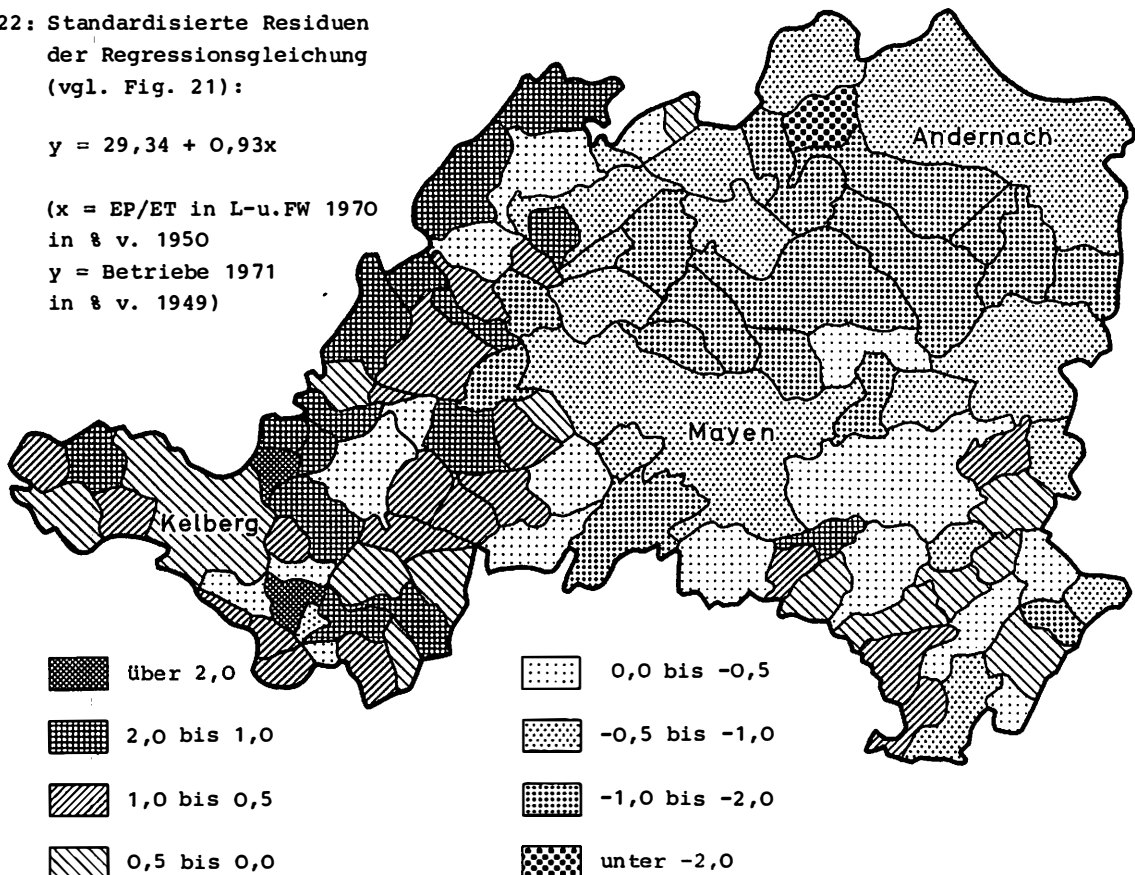 22: Standardisierte Residuen
der Regressionsgleichung
(vgl. Fig. 21):
y = 29,34 + 0,93x
(x = EP/ET in L-u.FW 1970
in % v. 1950
y = Betriebe 1971
in % v. 1949)
Andernach
Mayen
Kelberg
über 2,0
2,0 bis 1,0
1,0 bis 0,5
0,5 bis 0,0
0,0 bis -0,5
-0,5 bis -1,0
-1,0 bis -2,0
unter -2,0